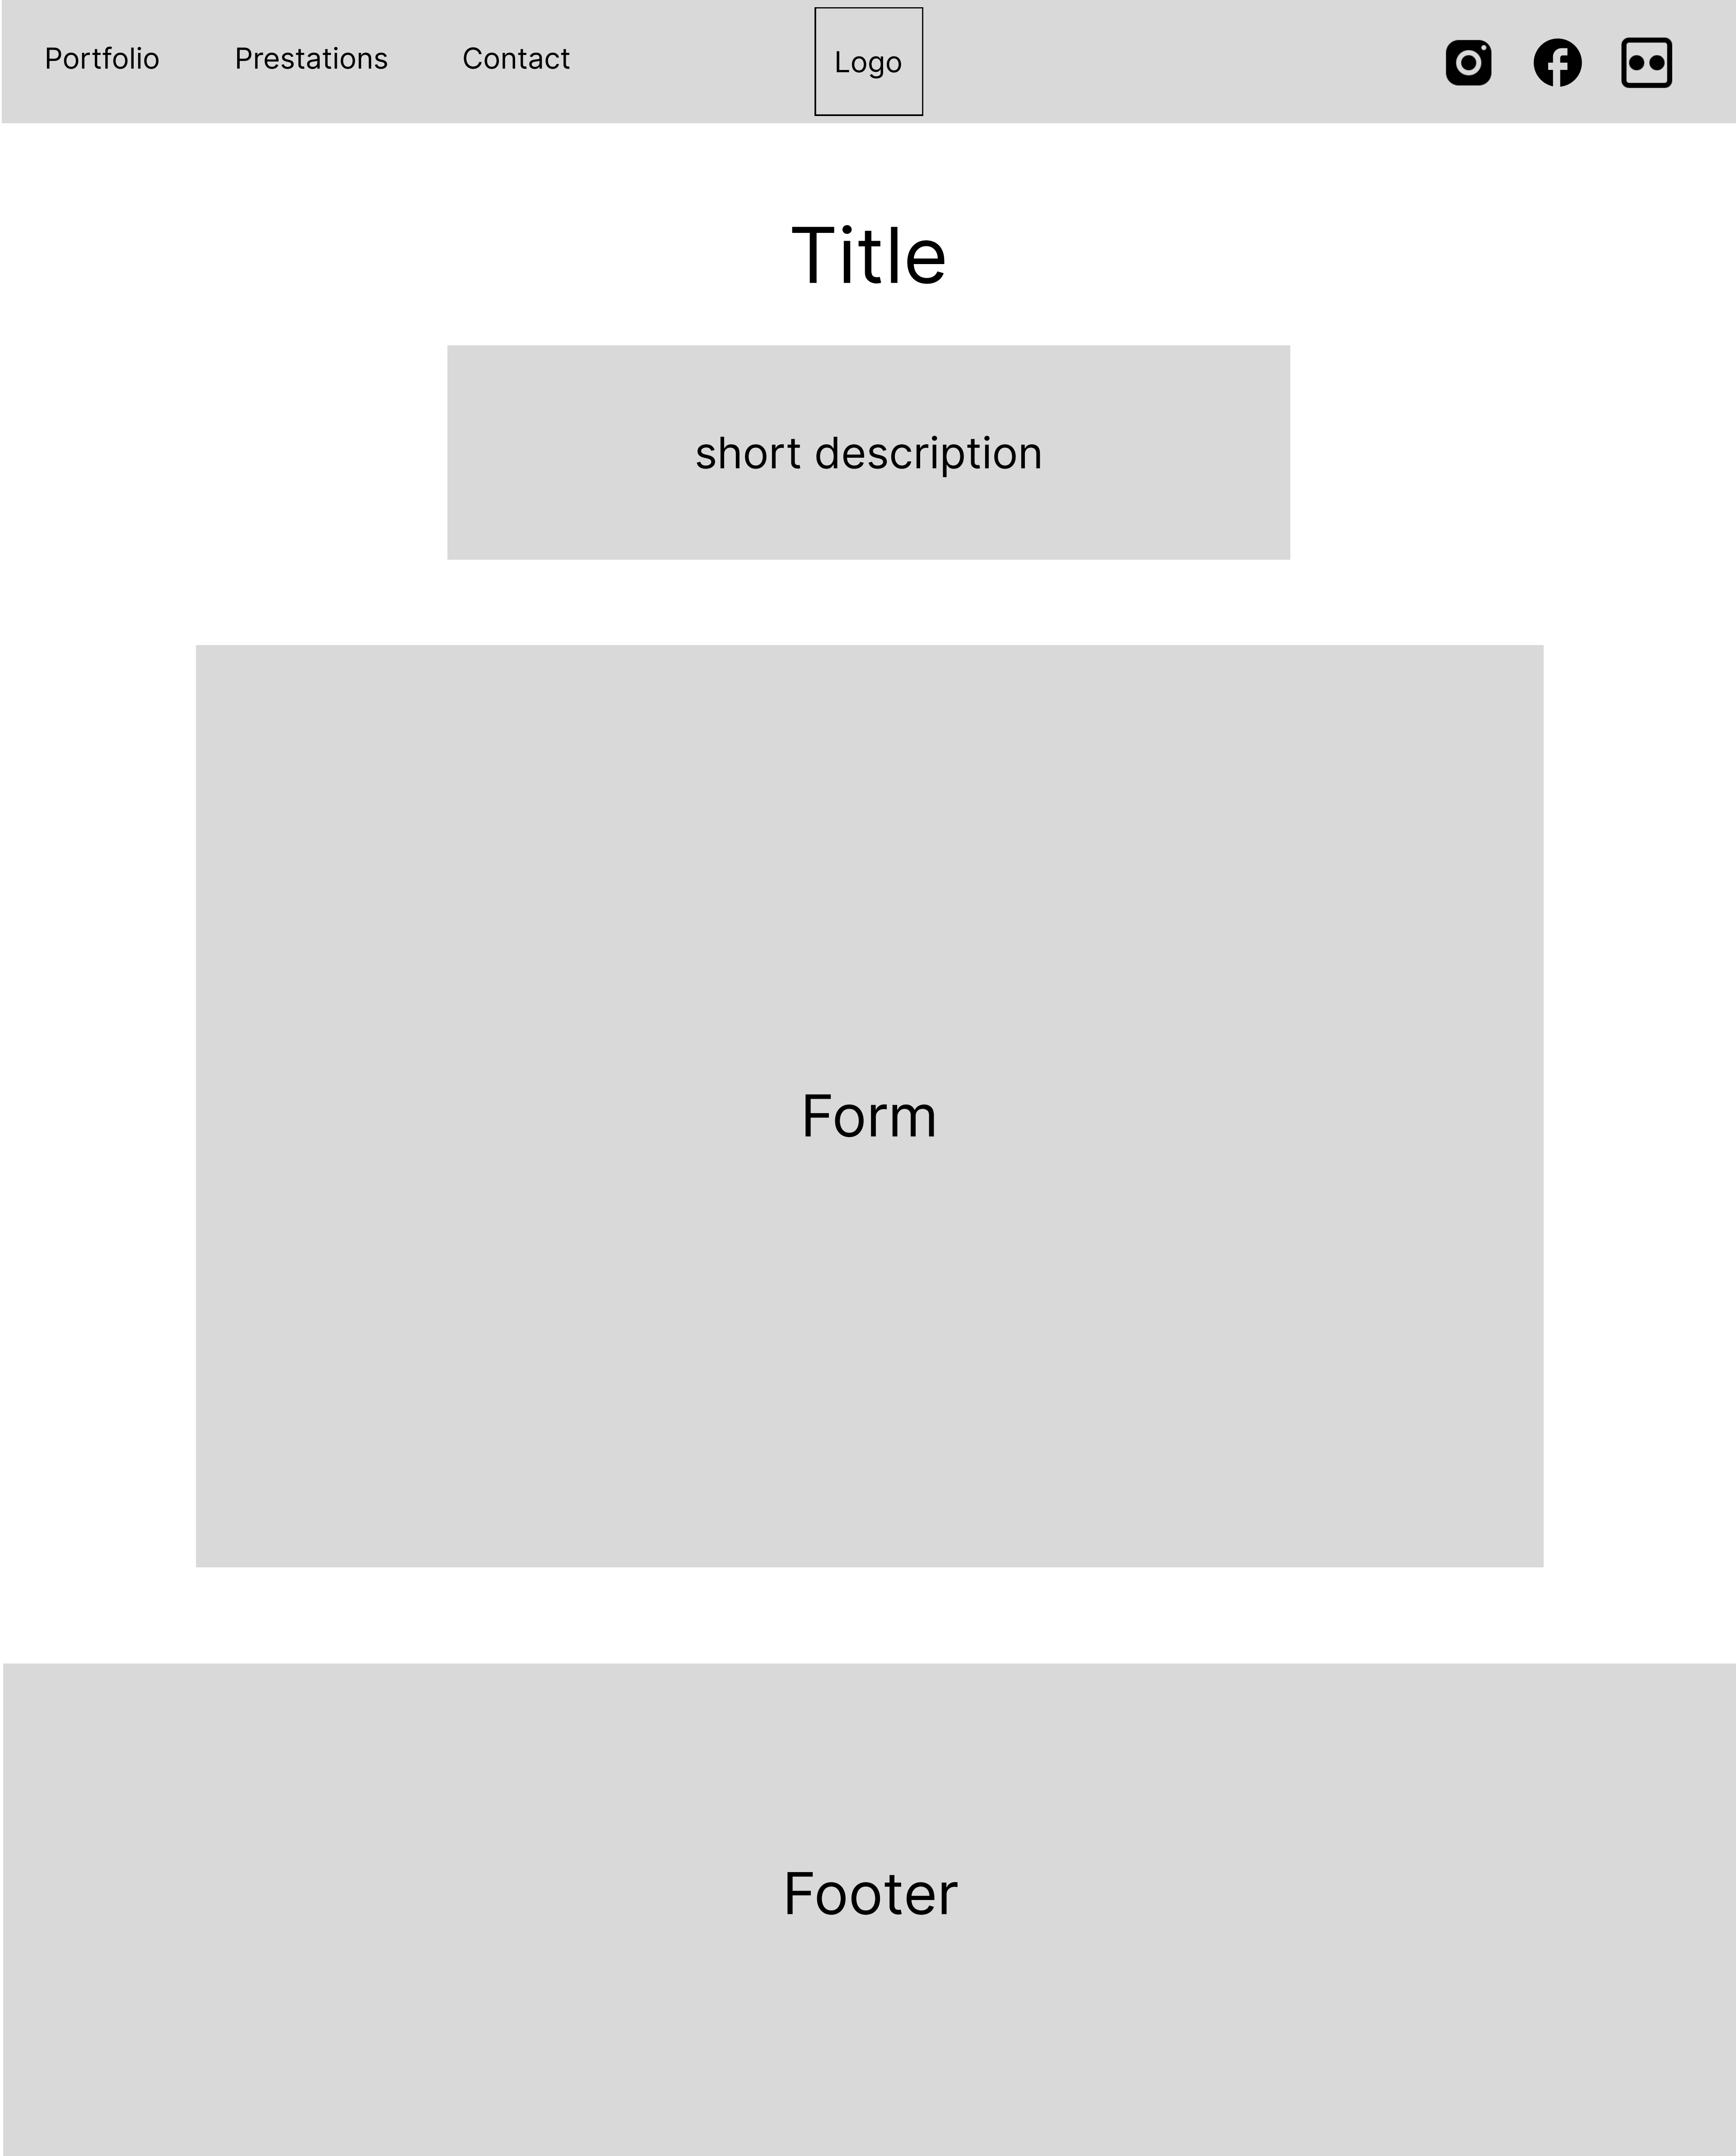 Portfolio Prestations Contact Logo
Title
short description
Form
Footer